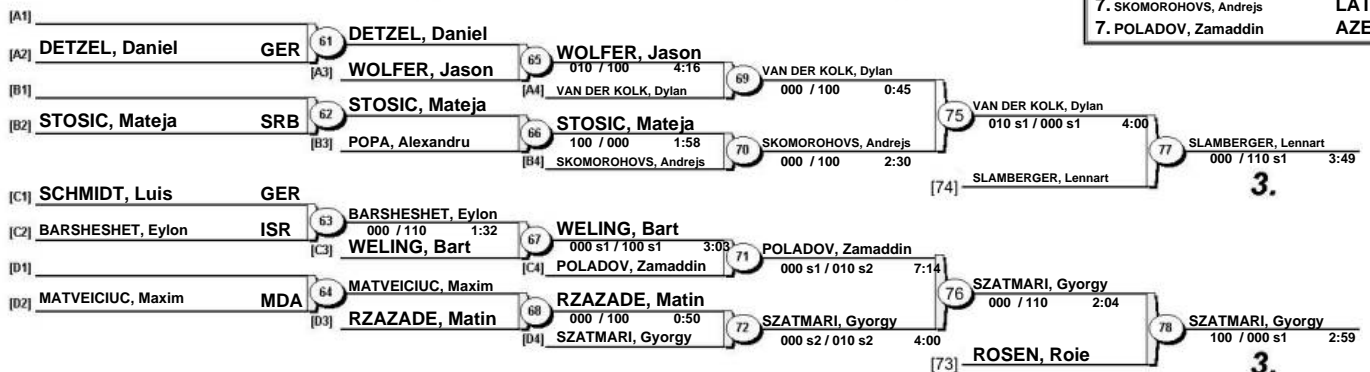 7. SKOMOROHOVS, Andrejs LAT
7. POLADOV, Zamaddin AZE
[A1]
[A2] DETZEL, Daniel GER
61
DETZEL, Daniel
[A3] WOLFER, Jason
65
WOLFER, Jason
010 / 100 4:16
[A4] VAN DER KOLK, Dylan
69
VAN DER KOLK, Dylan
000 / 100 0:45
[B1]
[B2] STOSIC, Mateja SRB
62
STOSIC, Mateja
[B3] POPA, Alexandru
66
STOSIC, Mateja
100 / 000 1:58
[B4] SKOMOROHOVS, Andrejs
70
SKOMOROHOVS, Andrejs
000 / 100 2:30
75
VAN DER KOLK, Dylan
010 s1 / 000 s1 4:00
[74] SLAMBERGER, Lennart
77
SLAMBERGER, Lennart
000 / 110 s1 3:49
3.
[C1] SCHMIDT, Luis GER
[C2] BARSHESHET, Eylon ISR
63
BARSHESHET, Eylon
000 / 110 1:32
[C3] WELING, Bart
67
WELING, Bart
000 s1 / 100 s1 3:03
[C4] POLADOV, Zamaddin
71
POLADOV, Zamaddin
000 s1 / 010 s2 7:14
[D1]
[D2] MATVEICIUC, Maxim MDA
64
MATVEICIUC, Maxim
[D3] RZAZADE, Matin
68
RZAZADE, Matin
000 / 100 0:50
[D4] SZATMARI, Gyorgy
72
SZATMARI, Gyorgy
000 s2 / 010 s2 4:00
76
SZATMARI, Gyorgy
000 / 110 2:04
[73] ROSEN, Roie
78
SZATMARI, Gyorgy
100 / 000 s1 2:59
3.